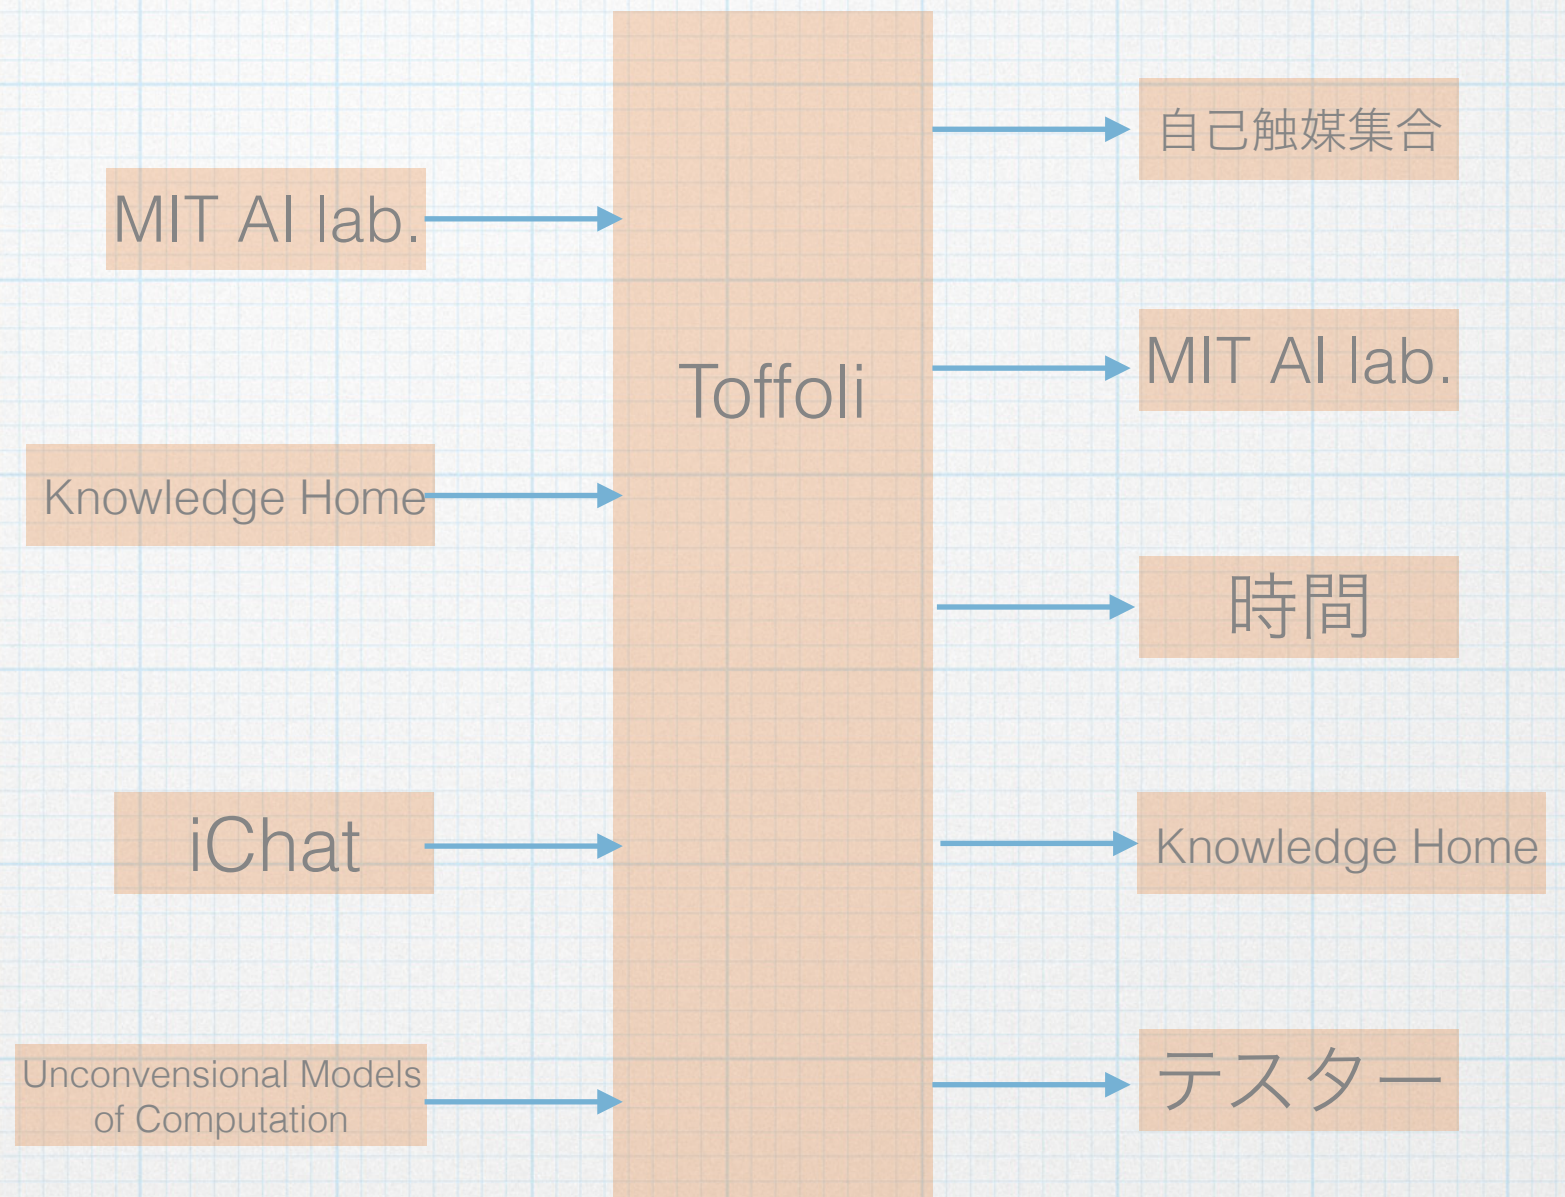 自己触媒集合
MIT AI lab.
MIT AI lab.
Toffoli
Knowledge Home
時間
iChat
Knowledge Home
Unconvensional Models
of Computation
テスター